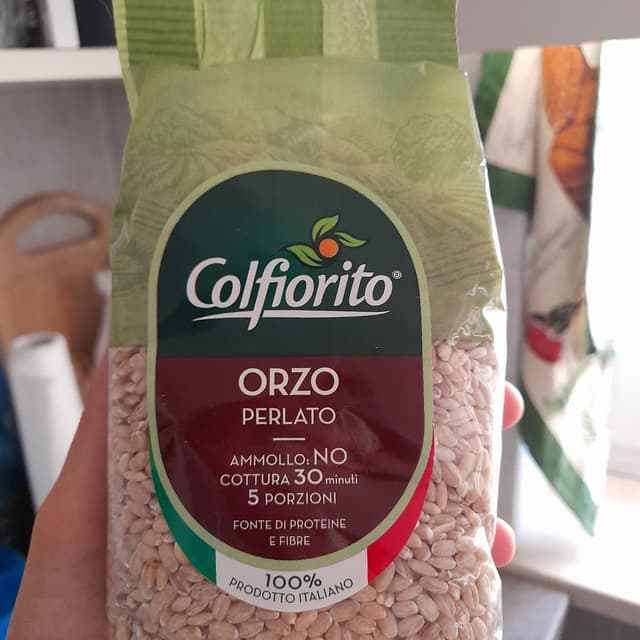 Colfiorito®
ORZO
PERLATO
AMMOLLO: NO
COTTURA 30 minuti
5 PORZIONI
FONTE DI PROTEINE
E FIBRE
100%
PRODOTTO ITALIANO